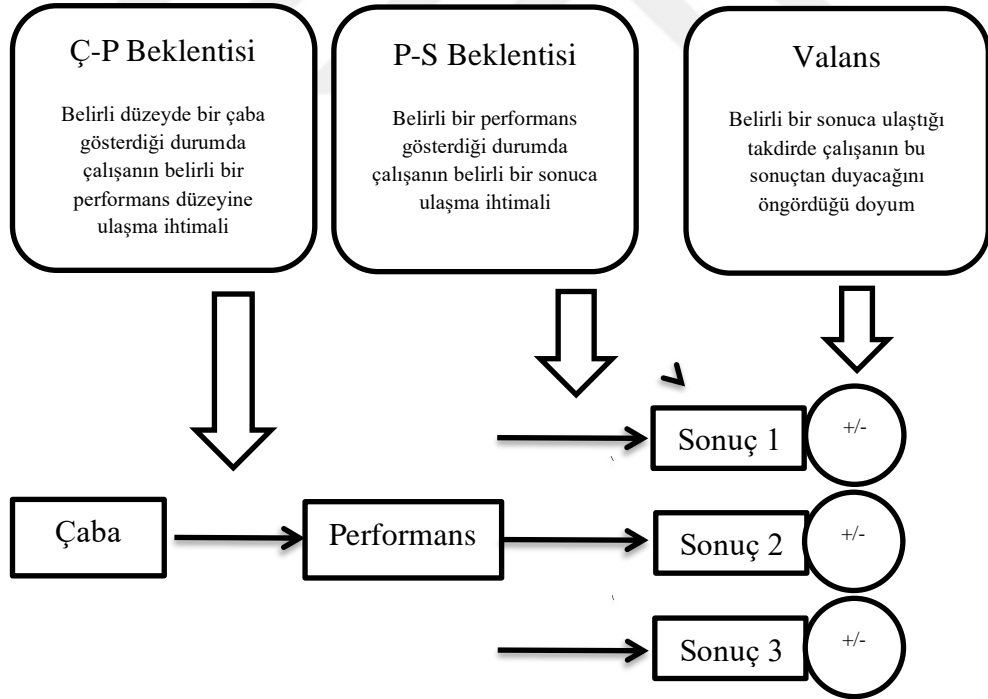 Ç-P Beklentisi
Belirli düzeyde bir çaba
gösterdiği durumda
çalışanın belirli bir
performans düzeyine
ulaşma ihtimali
P-S Beklentisi
Belirli bir performans
gösterdiği durumda
çalışanın belirli bir sonuca
ulaşma ihtimali
Valans
Belirli bir sonuca ulaştığı
takdirde çalışanın bu
sonuçtan duyacağını
öngördüğü doyum
Sonuç 1
+/-
Çaba
Performans
Sonuç 2
+/-
Sonuç 3
+/-